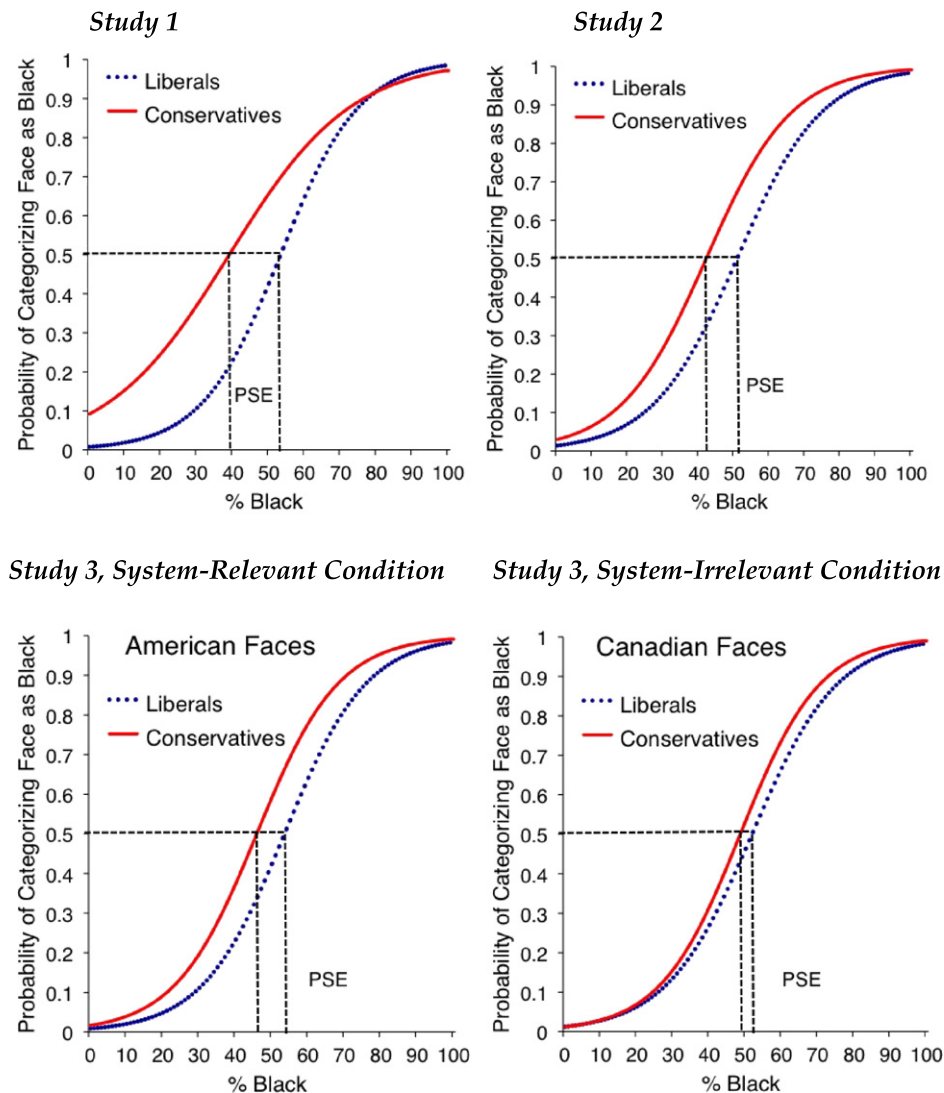 Study 1
Probability of Categorizing Face as Black
1
0.9
0.8
0.7
0.6
0.5
0.4
0.3
0.2
0.1
0
Liberals
Conservatives
PSE
0 10 20 30 40 50 60 70 80 90 100
% Black
Study 2
Probability of Categorizing Face as Black
1
0.9
0.8
0.7
0.6
0.5
0.4
0.3
0.2
0.1
0
Liberals
Conservatives
PSE
0 10 20 30 40 50 60 70 80 90 100
% Black
Study 3, System-Relevant Condition
Probability of Categorizing Face as Black
1
0.9
0.8
0.7
0.6
0.5
0.4
0.3
0.2
0.1
0
American Faces
Liberals
Conservatives
PSE
0 10 20 30 40 50 60 70 80 90 100
% Black
Study 3, System-Irrelevant Condition
Probability of Categorizing Face as Black
1
0.9
0.8
0.7
0.6
0.5
0.4
0.3
0.2
0.1
0
Canadian Faces
Liberals
Conservatives
PSE
0 10 20 30 40 50 60 70 80 90 100
% Black